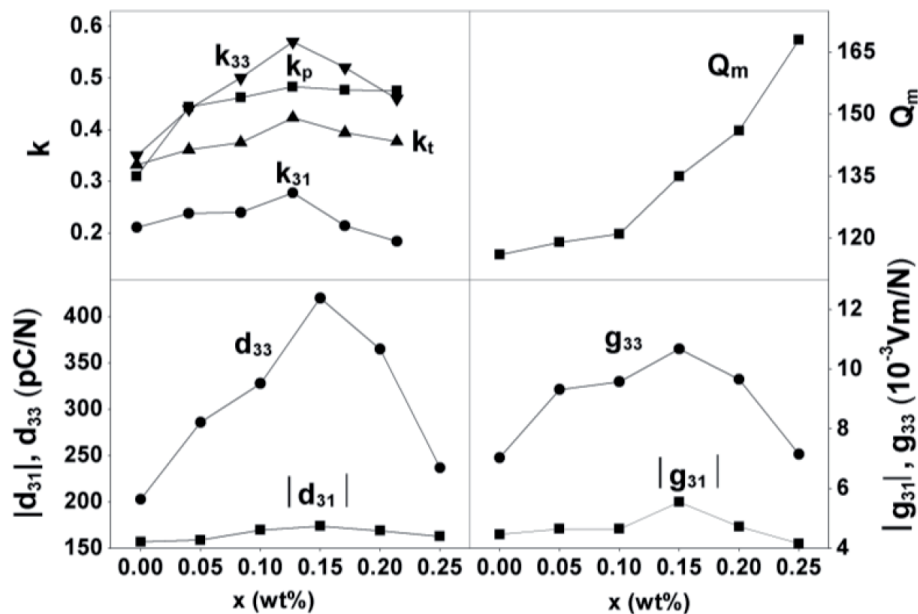 0.6
0.5
0.4
0.3
0.2
k
k33
kp
kt
k31
165
150
135
120
Qm
Qm
400
350
300
250
200
150
|d31|, d33 (pC/N)
d33
|d31|
12
10
8
6
4
|g31|, g33 (10-3Vm/N)
g33
|g31|
0.00 0.05 0.10 0.15 0.20 0.25
0.00 0.05 0.10 0.15 0.20 0.25
x (wt%)
x (wt%)